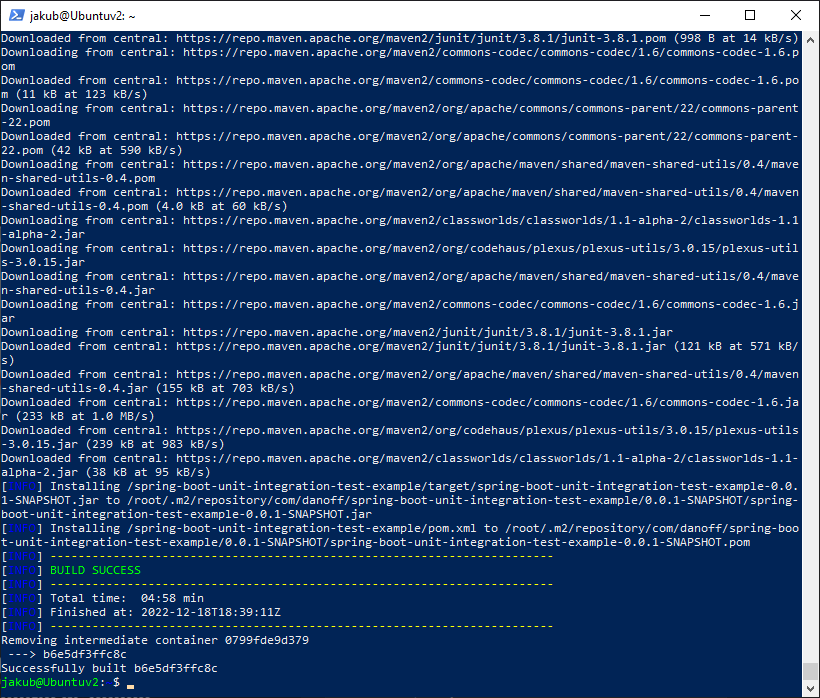 jakub@Ubuntuv2: ~
Downloaded from central: https://repo.maven.apache.org/maven2/junit/junit/3.8.1/junit-3.8.1.pom (998 B at 14 kB/s)
Downloading from central: https://repo.maven.apache.org/maven2/commons-codec/commons-codec/1.6/commons-codec-1.6.p
om
Downloaded from central: https://repo.maven.apache.org/maven2/commons-codec/commons-codec/1.6/commons-codec-1.6.po
m (11 kB at 123 kB/s)
Downloading from central: https://repo.maven.apache.org/maven2/org/apache/commons/commons-parent/22/commons-parent
-22.pom
Downloaded from central: https://repo.maven.apache.org/maven2/org/apache/commons/commons-parent/22/commons-parent-
22.pom (42 kB at 590 kB/s)
Downloading from central: https://repo.maven.apache.org/maven2/org/apache/maven/shared/maven-shared-utils/0.4/mave
n-shared-utils-0.4.pom
Downloaded from central: https://repo.maven.apache.org/maven2/org/apache/maven/shared/maven-shared-utils/0.4/maven
-shared-utils-0.4.pom (4.0 kB at 60 kB/s)
Downloading from central: https://repo.maven.apache.org/maven2/classworlds/classworlds/1.1-alpha-2/classworlds-1.1
-alpha-2.jar
Downloading from central: https://repo.maven.apache.org/maven2/org/codehaus/plexus/plexus-utils/3.0.15/plexus-util
s-3.0.15.jar
Downloading from central: https://repo.maven.apache.org/maven2/org/apache/maven/shared/maven-shared-utils/0.4/mave
n-shared-utils-0.4.jar
Downloading from central: https://repo.maven.apache.org/maven2/commons-codec/commons-codec/1.6/commons-codec-1.6.j
ar
Downloading from central: https://repo.maven.apache.org/maven2/junit/junit/3.8.1/junit-3.8.1.jar
Downloaded from central: https://repo.maven.apache.org/maven2/junit/junit/3.8.1/junit-3.8.1.jar (121 kB at 571 kB/
s)
Downloaded from central: https://repo.maven.apache.org/maven2/org/apache/maven/shared/maven-shared-utils/0.4/maven
-shared-utils-0.4.jar (155 kB at 703 kB/s)
Downloaded from central: https://repo.maven.apache.org/maven2/commons-codec/commons-codec/1.6/commons-codec-1.6.ja
r (233 kB at 1.0 MB/s)
Downloaded from central: https://repo.maven.apache.org/maven2/org/codehaus/plexus/plexus-utils/3.0.15/plexus-utils
-3.0.15.jar (239 kB at 983 kB/s)
Downloaded from central: https://repo.maven.apache.org/maven2/classworlds/classworlds/1.1-alpha-2/classworlds-1.1-
alpha-2.jar (38 kB at 95 kB/s)
[INFO] Installing /spring-boot-unit-integration-test-example/target/spring-boot-unit-integration-test-example-0.0.
1-SNAPSHOT.jar to /root/.m2/repository/com/danoff/spring-boot-unit-integration-test-example/0.0.1-SNAPSHOT/spring-
boot-unit-integration-test-example-0.0.1-SNAPSHOT.jar
[INFO] Installing /spring-boot-unit-integration-test-example/pom.xml to /root/.m2/repository/com/danoff/spring-boo
t-unit-integration-test-example/0.0.1-SNAPSHOT/spring-boot-unit-integration-test-example-0.0.1-SNAPSHOT.pom
[INFO] ------------------------------------------------------------------------
[INFO] BUILD SUCCESS
[INFO] ------------------------------------------------------------------------
[INFO] Total time:  04:58 min
[INFO] Finished at: 2022-12-18T18:39:11Z
[INFO] ------------------------------------------------------------------------
Removing intermediate container 0799fde9d379
 ---> b6e5df3ffc8c
Successfully built b6e5df3ffc8c
jakub@Ubuntuv2: $